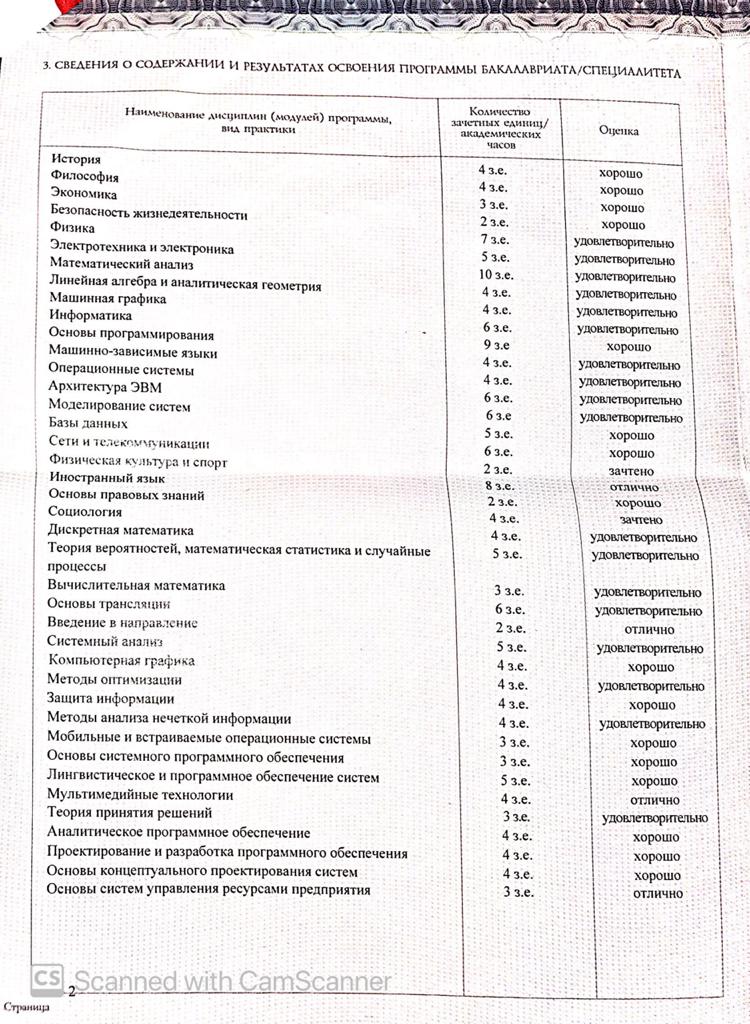 3. СВЕДЕНИЯ О СОДЕРЖАНИИ И РЕЗУЛЬТАТАХ ОСВОЕНИЯ ПРОГРАММЫ БАКАЛАВРИАТА/СПЕЦИАЛИТЕТА
Наименование дисциплин (модулей) программы,
вид практики
Количество
зачетных единиц/
академических
часов
Оценка
История 4 з.е. хорошо
Философия 4 з.е. хорошо
Экономика 3 з.е. хорошо
Безопасность жизнедеятельности 2 з.е. хорошо
Физика 7 з.е. удовлетворительно
Электротехника и электроника 5 з.е. удовлетворительно
Математический анализ 10 з.е. удовлетворительно
Линейная алгебра и аналитическая геометрия 4 з.е. удовлетворительно
Машинная графика 4 з.е. удовлетворительно
Информатика 6 з.е. удовлетворительно
Основы программирования 9 з.е хорошо
Машинно-зависимые языки 4 з.е. удовлетворительно
Операционные системы 4 з.е. удовлетворительно
Архитектура ЭВМ 6 з.е. удовлетворительно
Моделирование систем 6 з.е удовлетворительно
Базы данных 5 з.е. хорошо
Сети и телекоммуникации 6 з.е. хорошо
Физическая культура и спорт 2 з.е. зачтено
Иностранный язык 8 з.е. отлично
Основы правовых знаний 2 з.е. хорошо
Социология 4 з.е. зачтено
Дискретная математика 4 з.е. удовлетворительно
Теория вероятностей, математическая статистика и случайные 5 з.е. удовлетворительно
процессы
Вычислительная математика 3 з.е. удовлетворительно
Основы трансляции 6 з.е. удовлетворительно
Введение в направление 2 з.е. отлично
Системный анализ 5 з.е. удовлетворительно
Компьютерная графика 4 з.е. хорошо
Методы оптимизации 4 з.е. удовлетворительно
Защита информации 4 з.е. хорошо
Методы анализа нечеткой информации 4 з.е. удовлетворительно
Мобильные и встраиваемые операционные системы 3 з.е. хорошо
Основы системного программного обеспечения 3 з.е. хорошо
Лингвистическое и программное обеспечение систем 5 з.е. хорошо
Мультимедийные технологии 4 з.е. отлично
Теория принятия решений 3 з.е. удовлетворительно
Аналитическое программное обеспечение 4 з.е. хорошо
Проектирование и разработка программного обеспечения 4 з.е. хорошо
Основы концептуального проектирования систем 4 з.е. хорошо
Основы систем управления ресурсами предприятия 3 з.е. отлично
CS Scanned with CamScanner
2
Страница